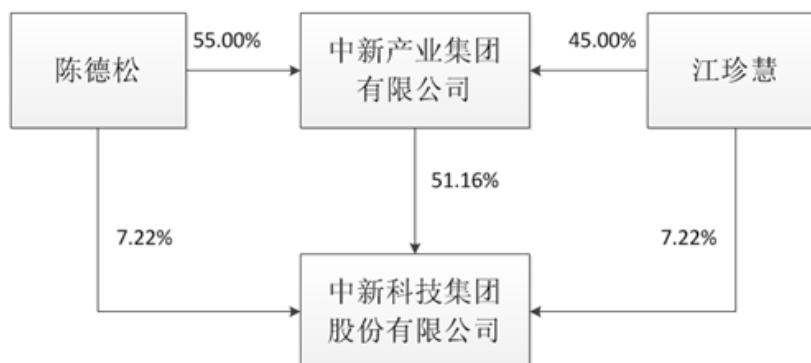 陈德松
55.00%
中新产业集团
有限公司
45.00%
江珍慧
51.16%
7.22%
7.22%
中新科技集团
股份有限公司